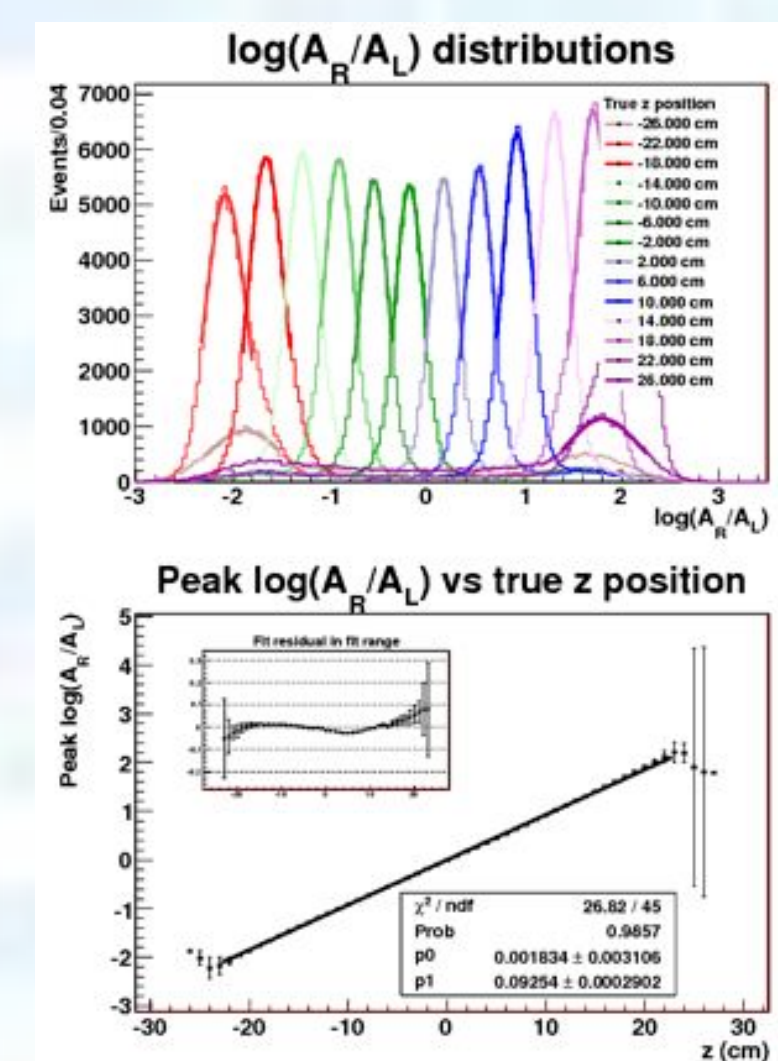 log(A_R/A_L) distributions
Events/0.04
7000
6000
5000
4000
3000
2000
1000
0
True z position
-26.000 cm
-22.000 cm
-18.000 cm
-14.000 cm
-10.000 cm
-6.000 cm
-2.000 cm
2.000 cm
6.000 cm
10.000 cm
14.000 cm
18.000 cm
22.000 cm
26.000 cm
-3 -2 -1 0 1 2 3
log(A_R/A_L)
Peak log(A_R/A_L) vs true z position
Peak log(A_R/A_L)
5
4
3
2
1
0
-1
-2
-3
Fit residual in fit range
χ² / ndf 26.82 / 45
Prob 0.9857
p0 0.001834 ± 0.003106
p1 0.09254 ± 0.0002902
-30 -20 -10 0 10 20 30
z (cm)